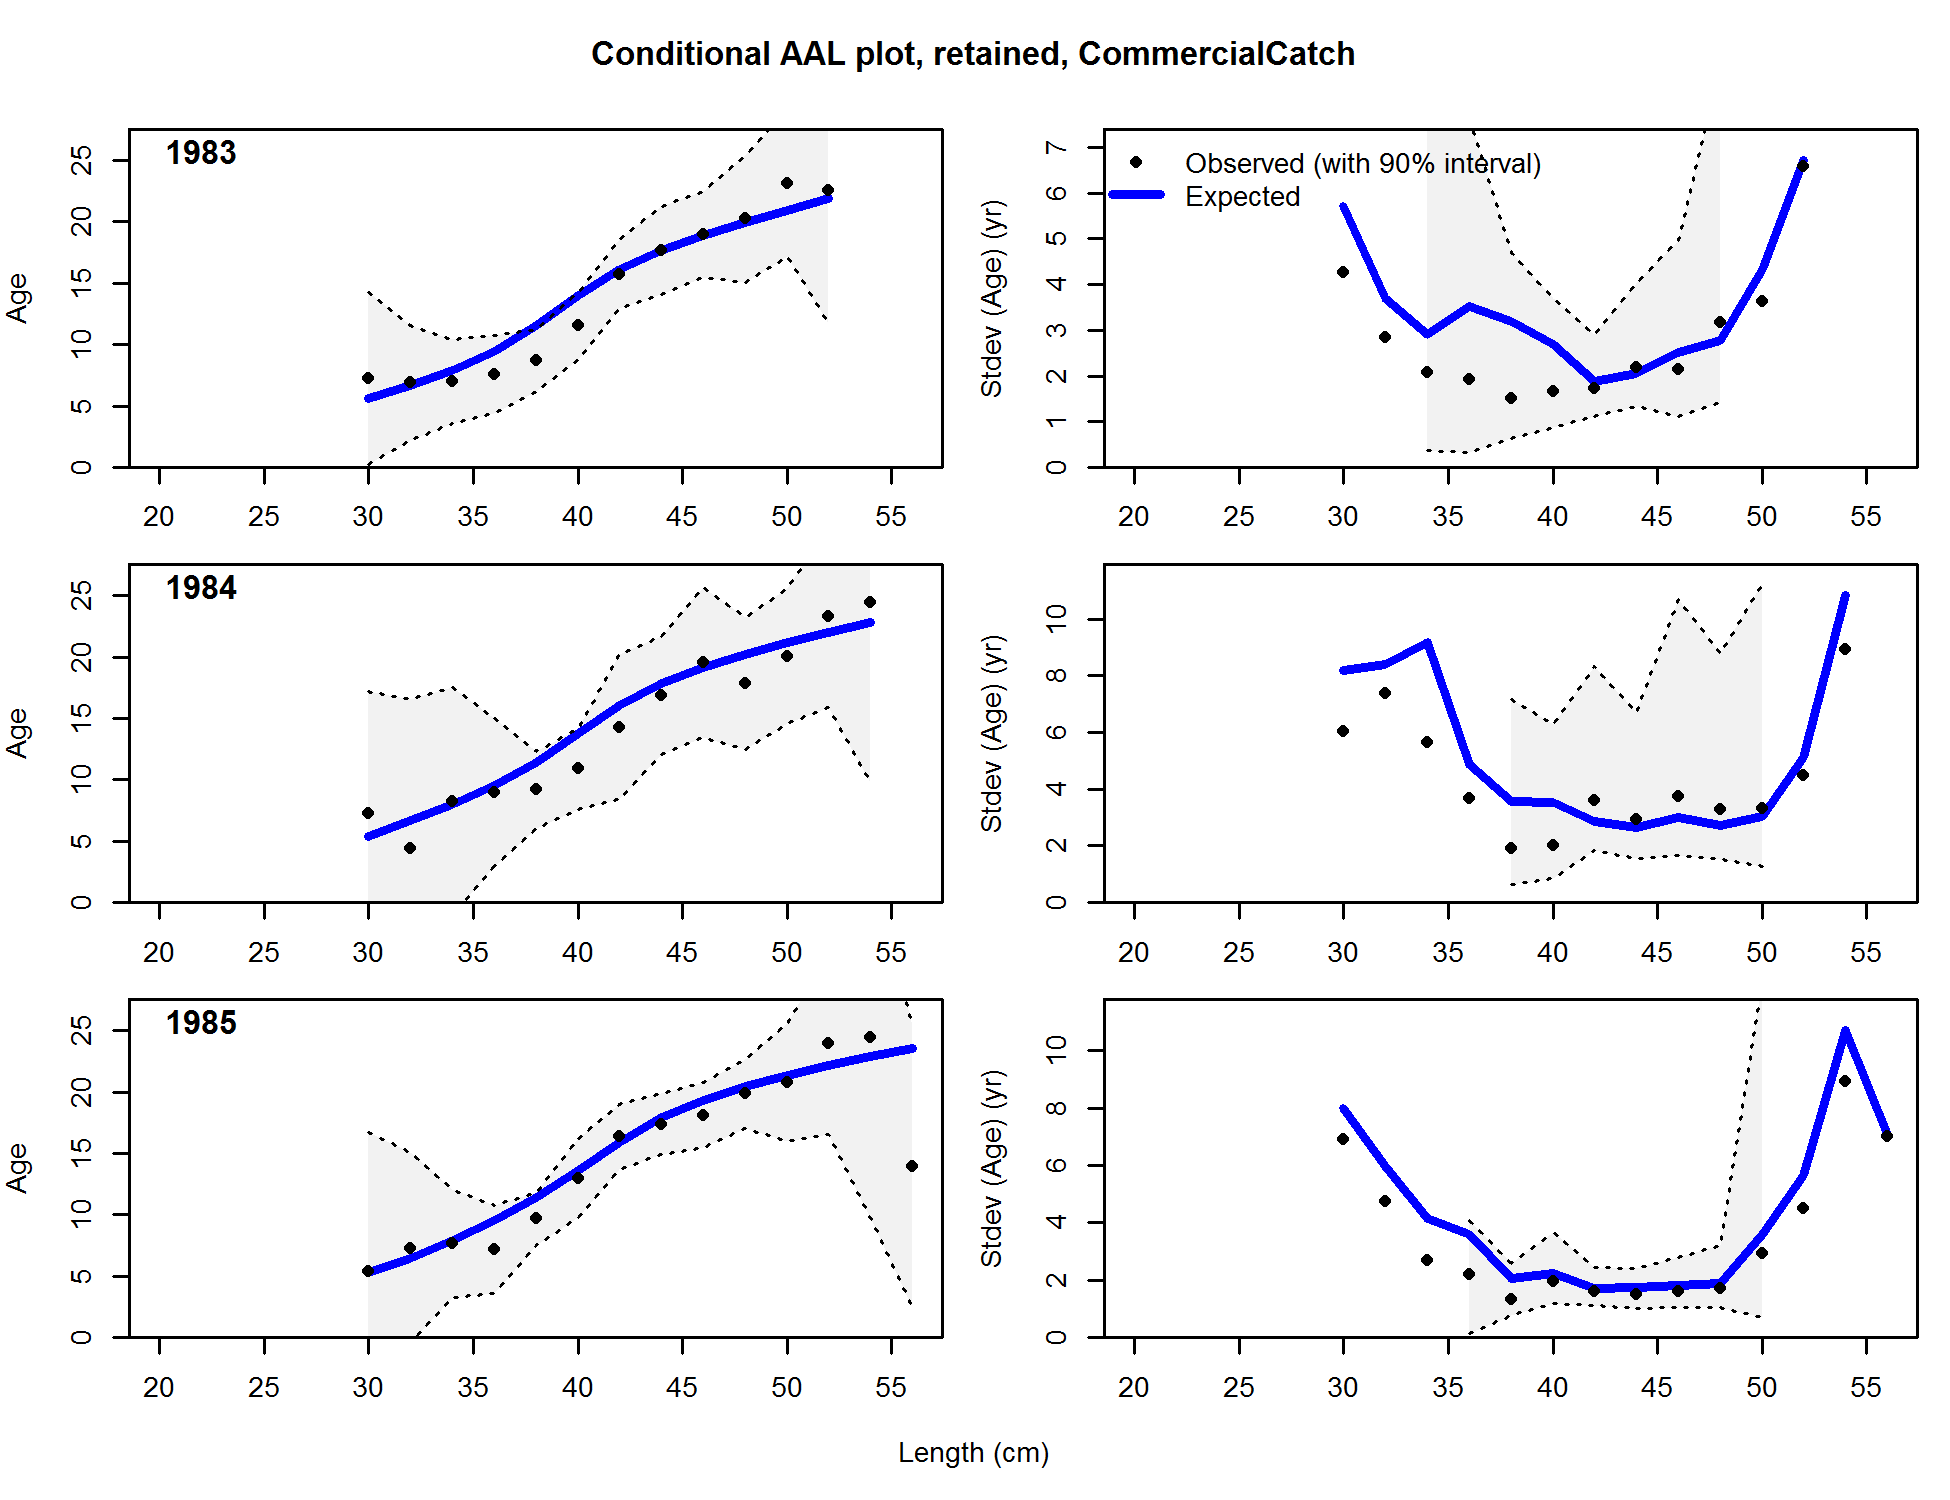 Conditional AAL plot, retained, CommercialCatch
1983
Age
0 5 10 15 20 25
20 25 30 35 40 45 50 55
Observed (with 90% interval)
Expected
Stdev (Age) (yr)
0 1 2 3 4 5 6 7
20 25 30 35 40 45 50 55
1984
Age
0 5 10 15 20 25
20 25 30 35 40 45 50 55
Stdev (Age) (yr)
0 2 4 6 8 10
20 25 30 35 40 45 50 55
1985
Age
0 5 10 15 20 25
20 25 30 35 40 45 50 55
Stdev (Age) (yr)
0 2 4 6 8 10
20 25 30 35 40 45 50 55
Length (cm)